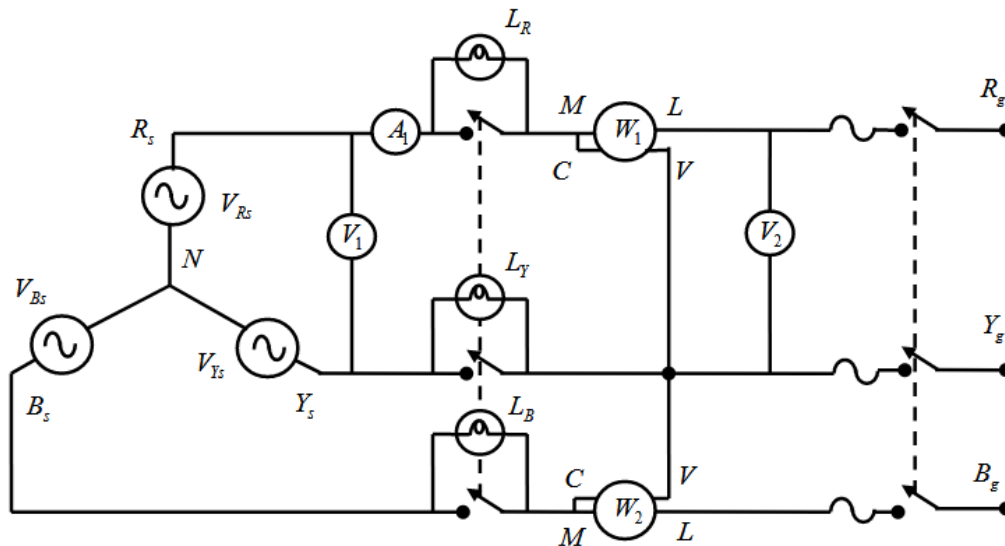 L_R
R_s
A_1
M
W_1
L
R_g
C
V
V_Rs
V_1
V_2
N
L_Y
V_Bs
V_Ys
Y_g
B_s
Y_s
L_B
C
V
B_g
W_2
M
L